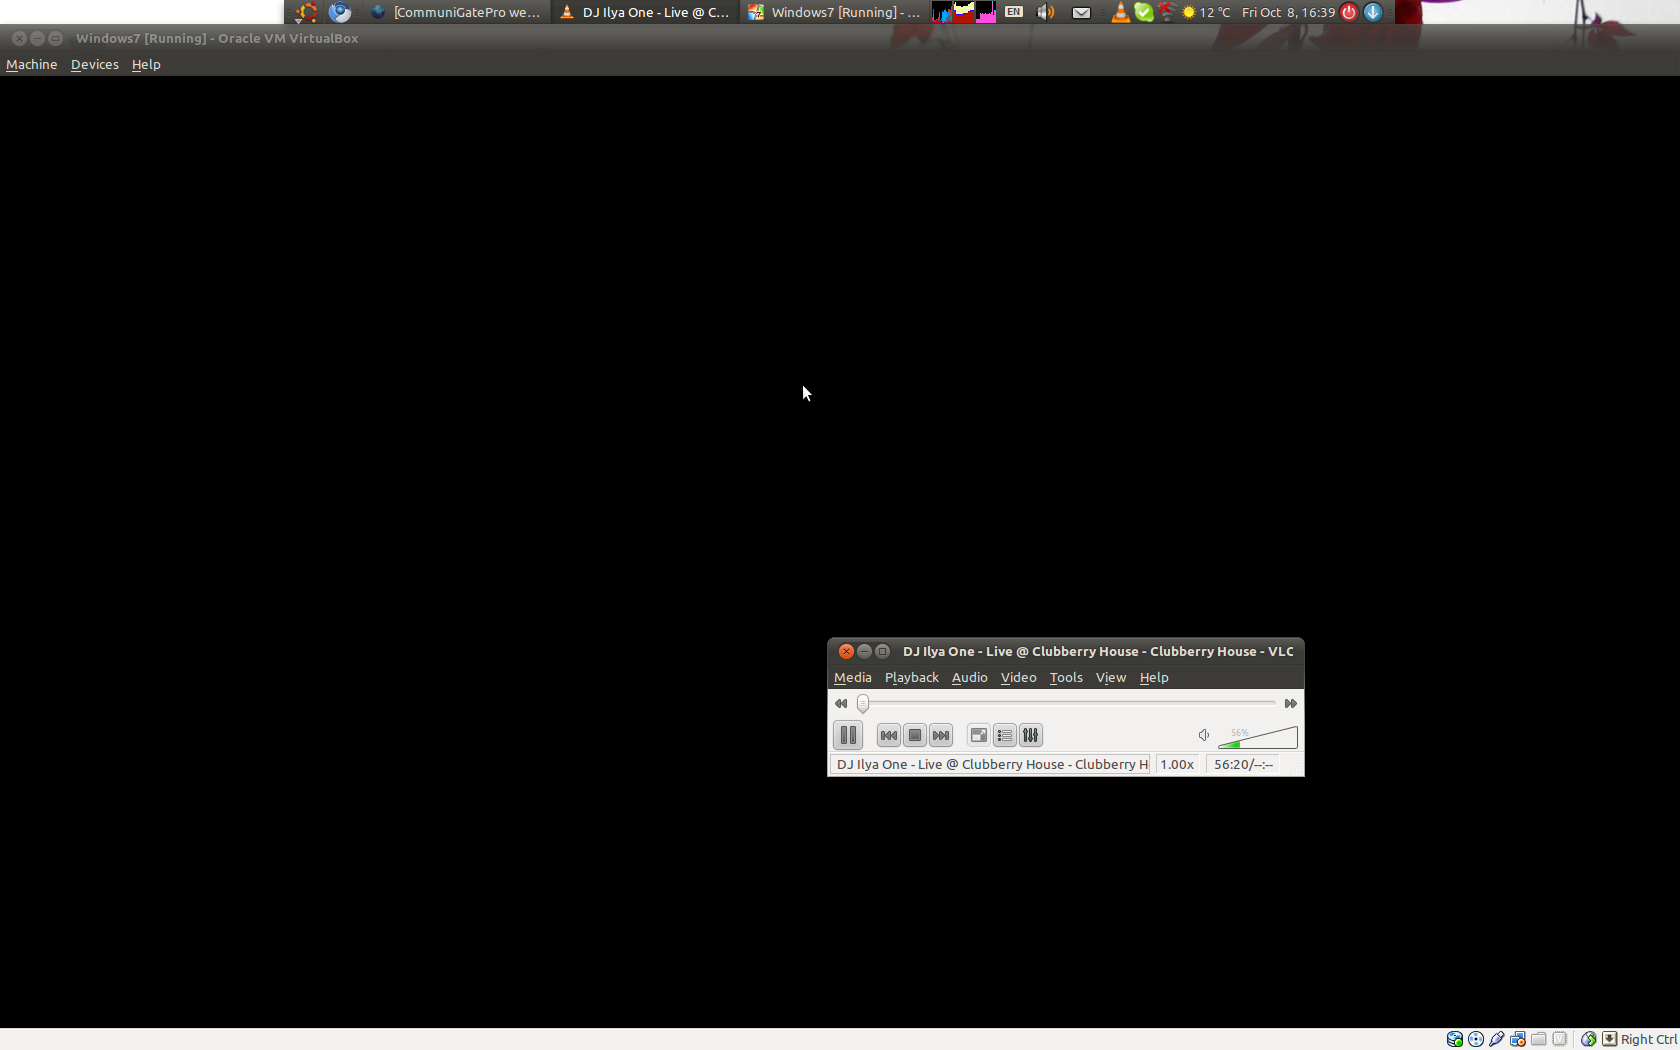 [CommuniGatePro we... DJ Ilya One - Live @ C... Windows7 [Running] - ... EN 12 °C Fri Oct 8, 16:39
Windows7 [Running] - Oracle VM VirtualBox
Machine Devices Help
DJ Ilya One - Live @ Clubberry House - Clubberry House - VLC
Media Playback Audio Video Tools View Help
56%
DJ Ilya One - Live @ Clubberry House - Clubberry H 1.00x 56:20/--:--
Right Ctrl